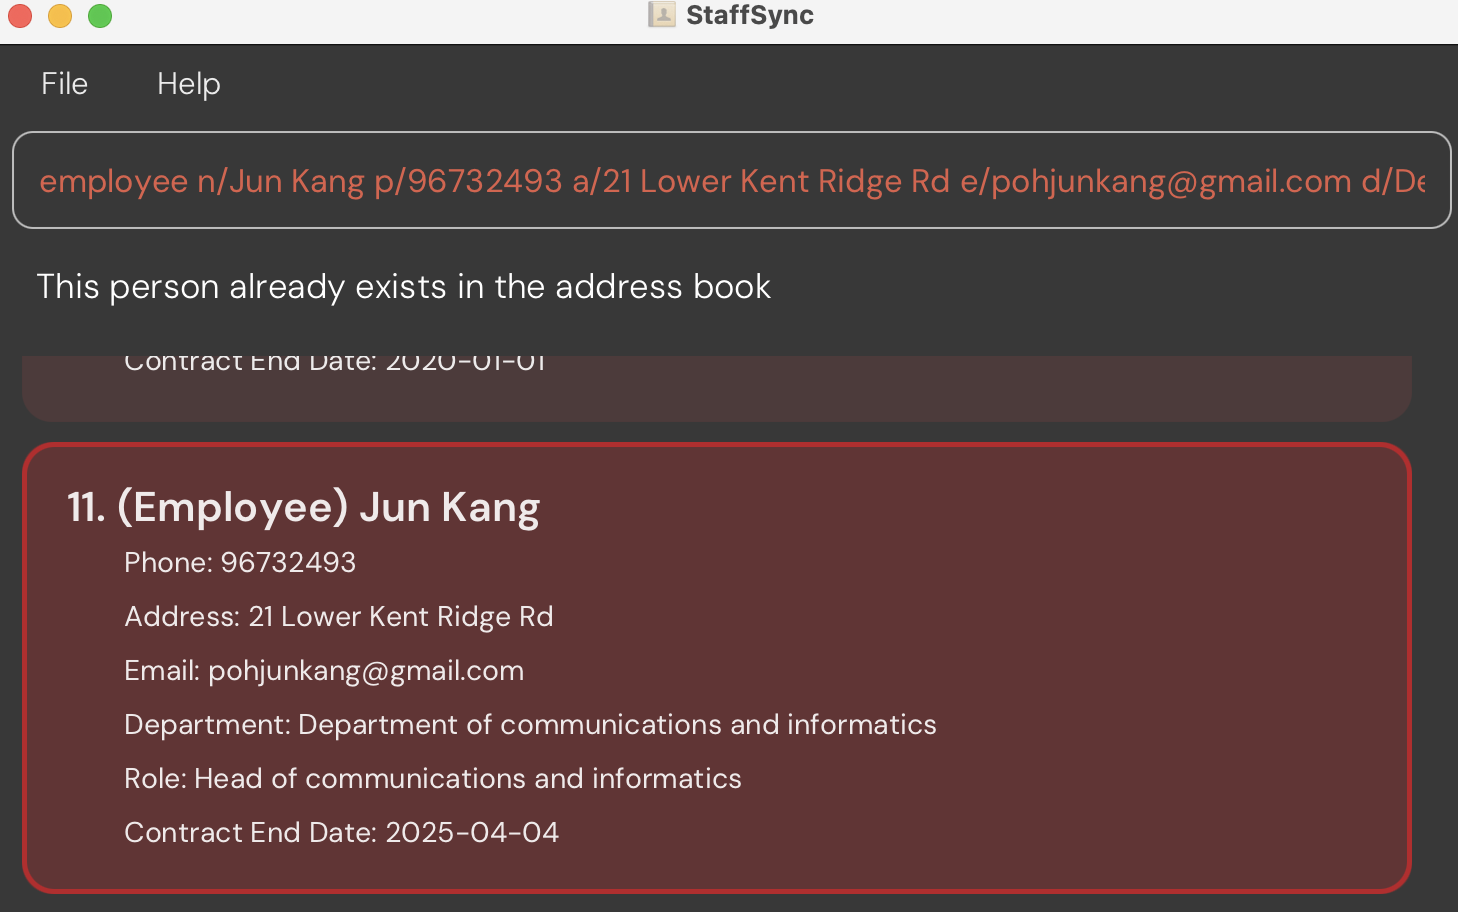 StaffSync
File Help
employee n/Jun Kang p/96732493 a/21 Lower Kent Ridge Rd e/pohjunkang@gmail.com d/De
This person already exists in the address book
Contract End Date: 2020-01-01
11. (Employee) Jun Kang
Phone: 96732493
Address: 21 Lower Kent Ridge Rd
Email: pohjunkang@gmail.com
Department: Department of communications and informatics
Role: Head of communications and informatics
Contract End Date: 2025-04-04